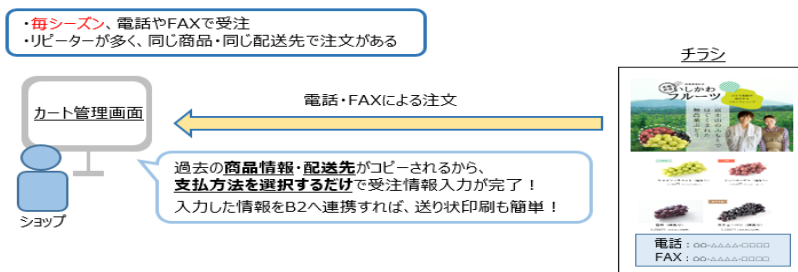 ・毎シーズン、電話やFAXで受注
・リピーターが多く、同じ商品・同じ配送先で注文がある
チラシ
カート管理画面
電話・FAXによる注文
いしかわ
フルーツ
過去の商品情報・配送先がコピーされるから、
支払方法を選択するだけで受注情報入力が完了！
入力した情報をB2へ連携すれば、送り状印刷も簡単！
ショップ
電話：○○-△△△△-□□□□
FAX：○○-△△△△-□□□□